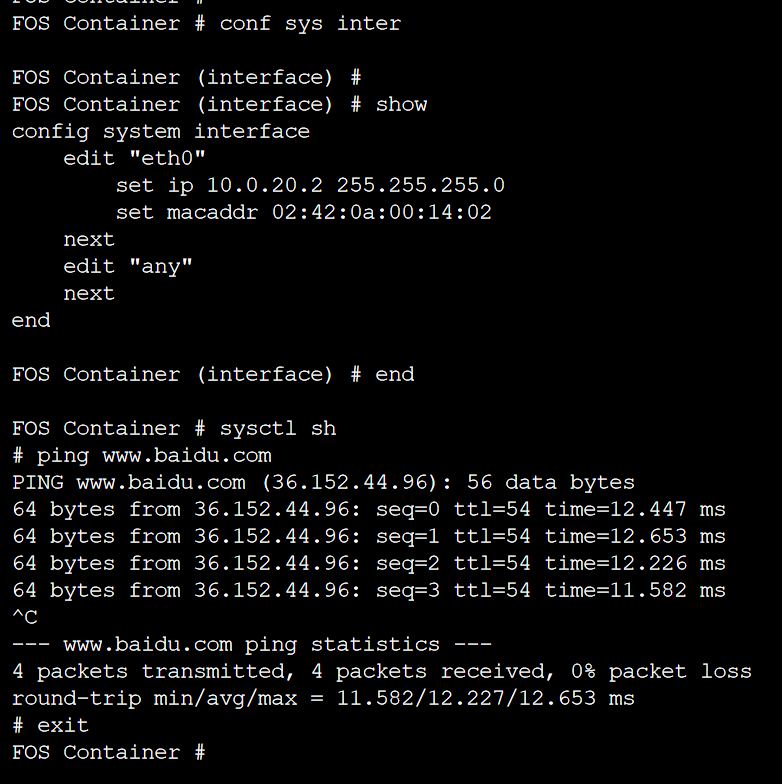 FOS Container #
FOS Container # conf sys inter
FOS Container (interface) #
FOS Container (interface) # show
config system interface
    edit "eth0"
        set ip 10.0.20.2 255.255.255.0
        set macaddr 02:42:0a:00:14:02
    next
    edit "any"
    next
end
FOS Container (interface) # end
FOS Container # sysctl sh
# ping www.baidu.com
PING www.baidu.com (36.152.44.96): 56 data bytes
64 bytes from 36.152.44.96: seq=0 ttl=54 time=12.447 ms
64 bytes from 36.152.44.96: seq=1 ttl=54 time=12.653 ms
64 bytes from 36.152.44.96: seq=2 ttl=54 time=12.226 ms
64 bytes from 36.152.44.96: seq=3 ttl=54 time=11.582 ms
^C
--- www.baidu.com ping statistics ---
4 packets transmitted, 4 packets received, 0% packet loss
round-trip min/avg/max = 11.582/12.227/12.653 ms
# exit
FOS Container #